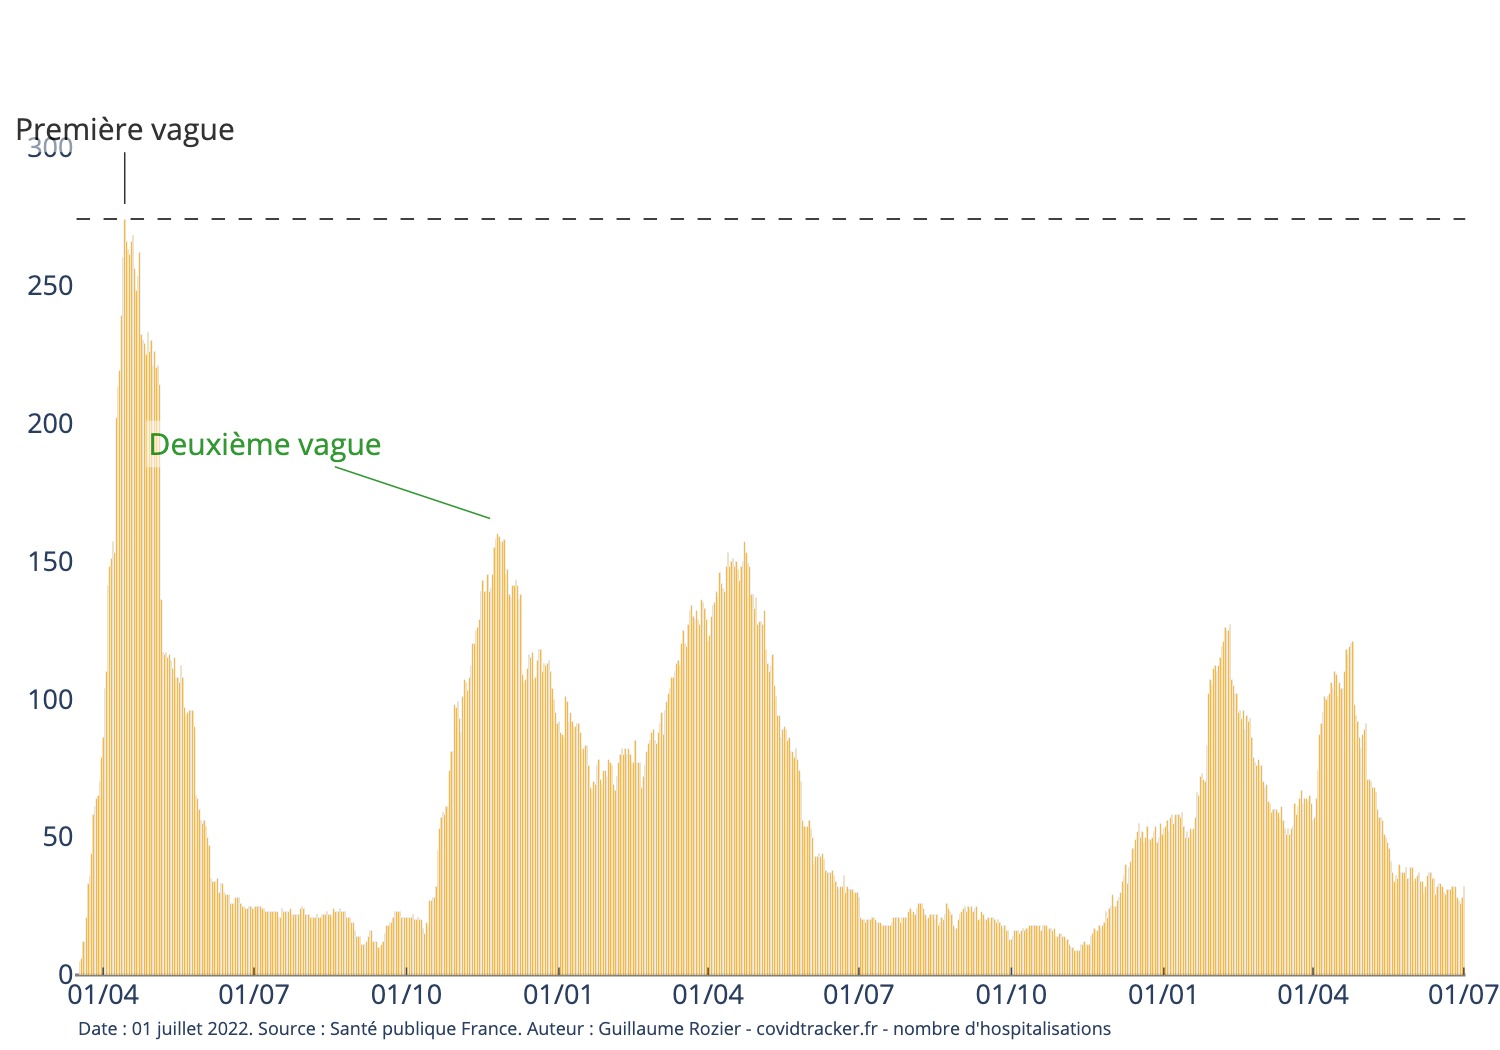 Première vague
300
250
200
Deuxième vague
150
100
50
0
01/04 01/07 01/10 01/01 01/04 01/07 01/10 01/01 01/04 01/07
Date : 01 juillet 2022. Source : Santé publique France. Auteur : Guillaume Rozier - covidtracker.fr - nombre d'hospitalisations